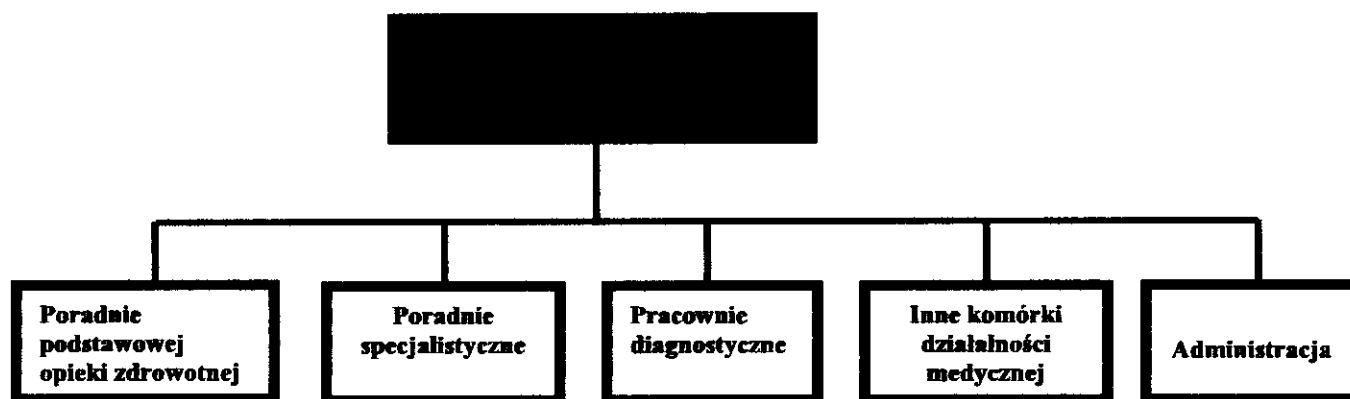 Poradnie
podstawowej
opieki zdrowotnej
Poradnie
specjalistyczne
Pracownie
diagnostyczne
Inne komórki
działalności
medycznej
Administracja